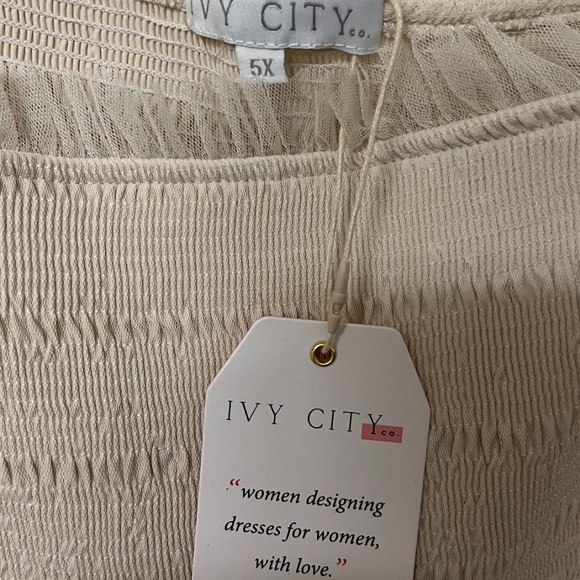 IVY CITY co.
5X
IVY CITY co.
“women designing
dresses for women,
with love.”